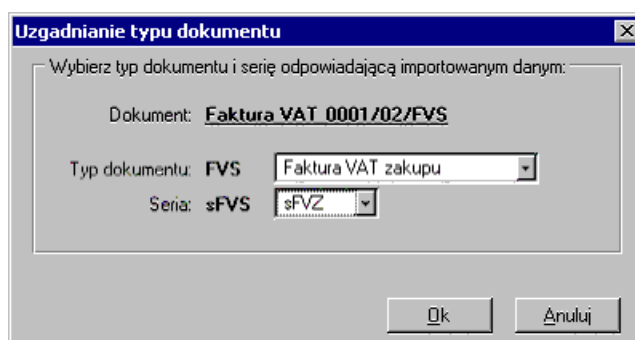 Uzgadnianie typu dokumentu
Wybierz typ dokumentu i serię odpowiadającą importowanym danym:
Dokument: Faktura VAT 0001/02/FVS
Typ dokumentu: FVS Faktura VAT zakupu
Seria: sFVS sFVZ
Ok Anuluj